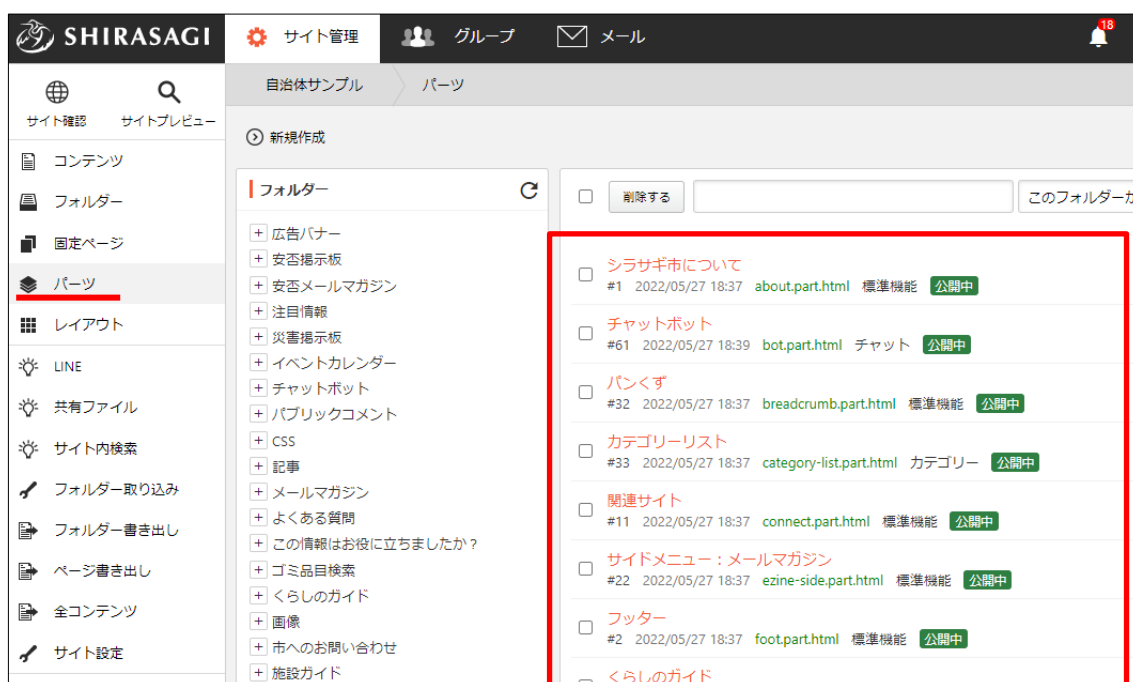 SHIRASAGI
サイト管理
グループ
メール
18
サイト確認
サイトプレビュー
自治体サンプル
パーツ
コンテンツ
フォルダー
固定ページ
パーツ
レイアウト
LINE
共有ファイル
サイト内検索
フォルダー取り込み
フォルダー書き出し
ページ書き出し
全コンテンツ
サイト設定
新規作成
フォルダー
+ 広告バナー
+ 安否掲示板
+ 安否メールマガジン
+ 注目情報
+ 災害掲示板
+ イベントカレンダー
+ チャットボット
+ パブリックコメント
+ CSS
+ 記事
+ メールマガジン
+ よくある質問
+ この情報はお役に立ちましたか？
+ ゴミ品目検索
+ くらしのガイド
+ 画像
+ 市へのお問い合わせ
+ 施設ガイド
削除する
このフォルダーか
シラサギ市について
#1 2022/05/27 18:37 about.part.html 標準機能 公開中
チャットボット
#61 2022/05/27 18:39 bot.part.html チャット 公開中
パンくず
#32 2022/05/27 18:37 breadcrumb.part.html 標準機能 公開中
カテゴリーリスト
#33 2022/05/27 18:37 category-list.part.html カテゴリー 公開中
関連サイト
#11 2022/05/27 18:37 connect.part.html 標準機能 公開中
サイドメニュー：メールマガジン
#22 2022/05/27 18:37 ezine-side.part.html 標準機能 公開中
フッター
#2 2022/05/27 18:37 foot.part.html 標準機能 公開中
くらしのガイド